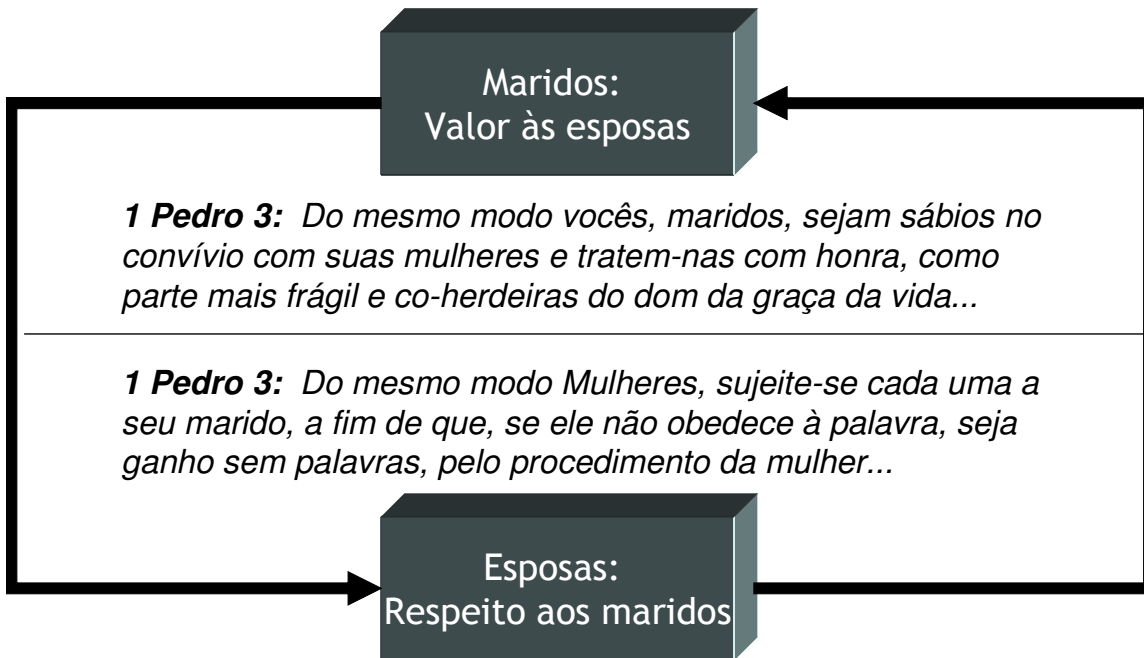 Maridos:
Valor às esposas
1 Pedro 3: Do mesmo modo vocês, maridos, sejam sábios no
convívio com suas mulheres e tratem-nas com honra, como
parte mais frágil e co-herdeiras do dom da graça da vida...
1 Pedro 3: Do mesmo modo Mulheres, sujeite-se cada uma a
seu marido, a fim de que, se ele não obedece à palavra, seja
ganho sem palavras, pelo procedimento da mulher...
Esposas:
Respeito aos maridos